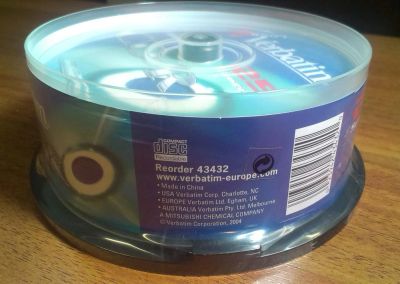 Verbatim
25
COMPACT
disc
Recordable
Reorder 43432
www.verbatim-europe.com
• Made in China
• USA Verbatim Corp. Charlotte, NC
• EUROPE Verbatim Ltd, Egham, UK
• AUSTRALIA Verbatim Pty. Ltd. Melbourne
A MITSUBISHI CHEMICAL COMPANY
© Verbatim Corporation, 2004